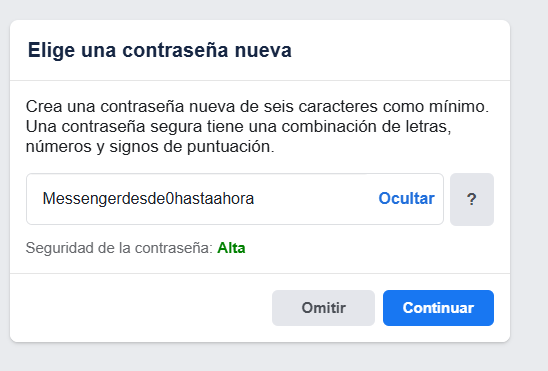 Elige una contraseña nueva
Crea una contraseña nueva de seis caracteres como mínimo.
Una contraseña segura tiene una combinación de letras,
números y signos de puntuación.
Messengerdesde0hastaahora Ocultar ?
Seguridad de la contraseña: Alta
Omitir Continuar